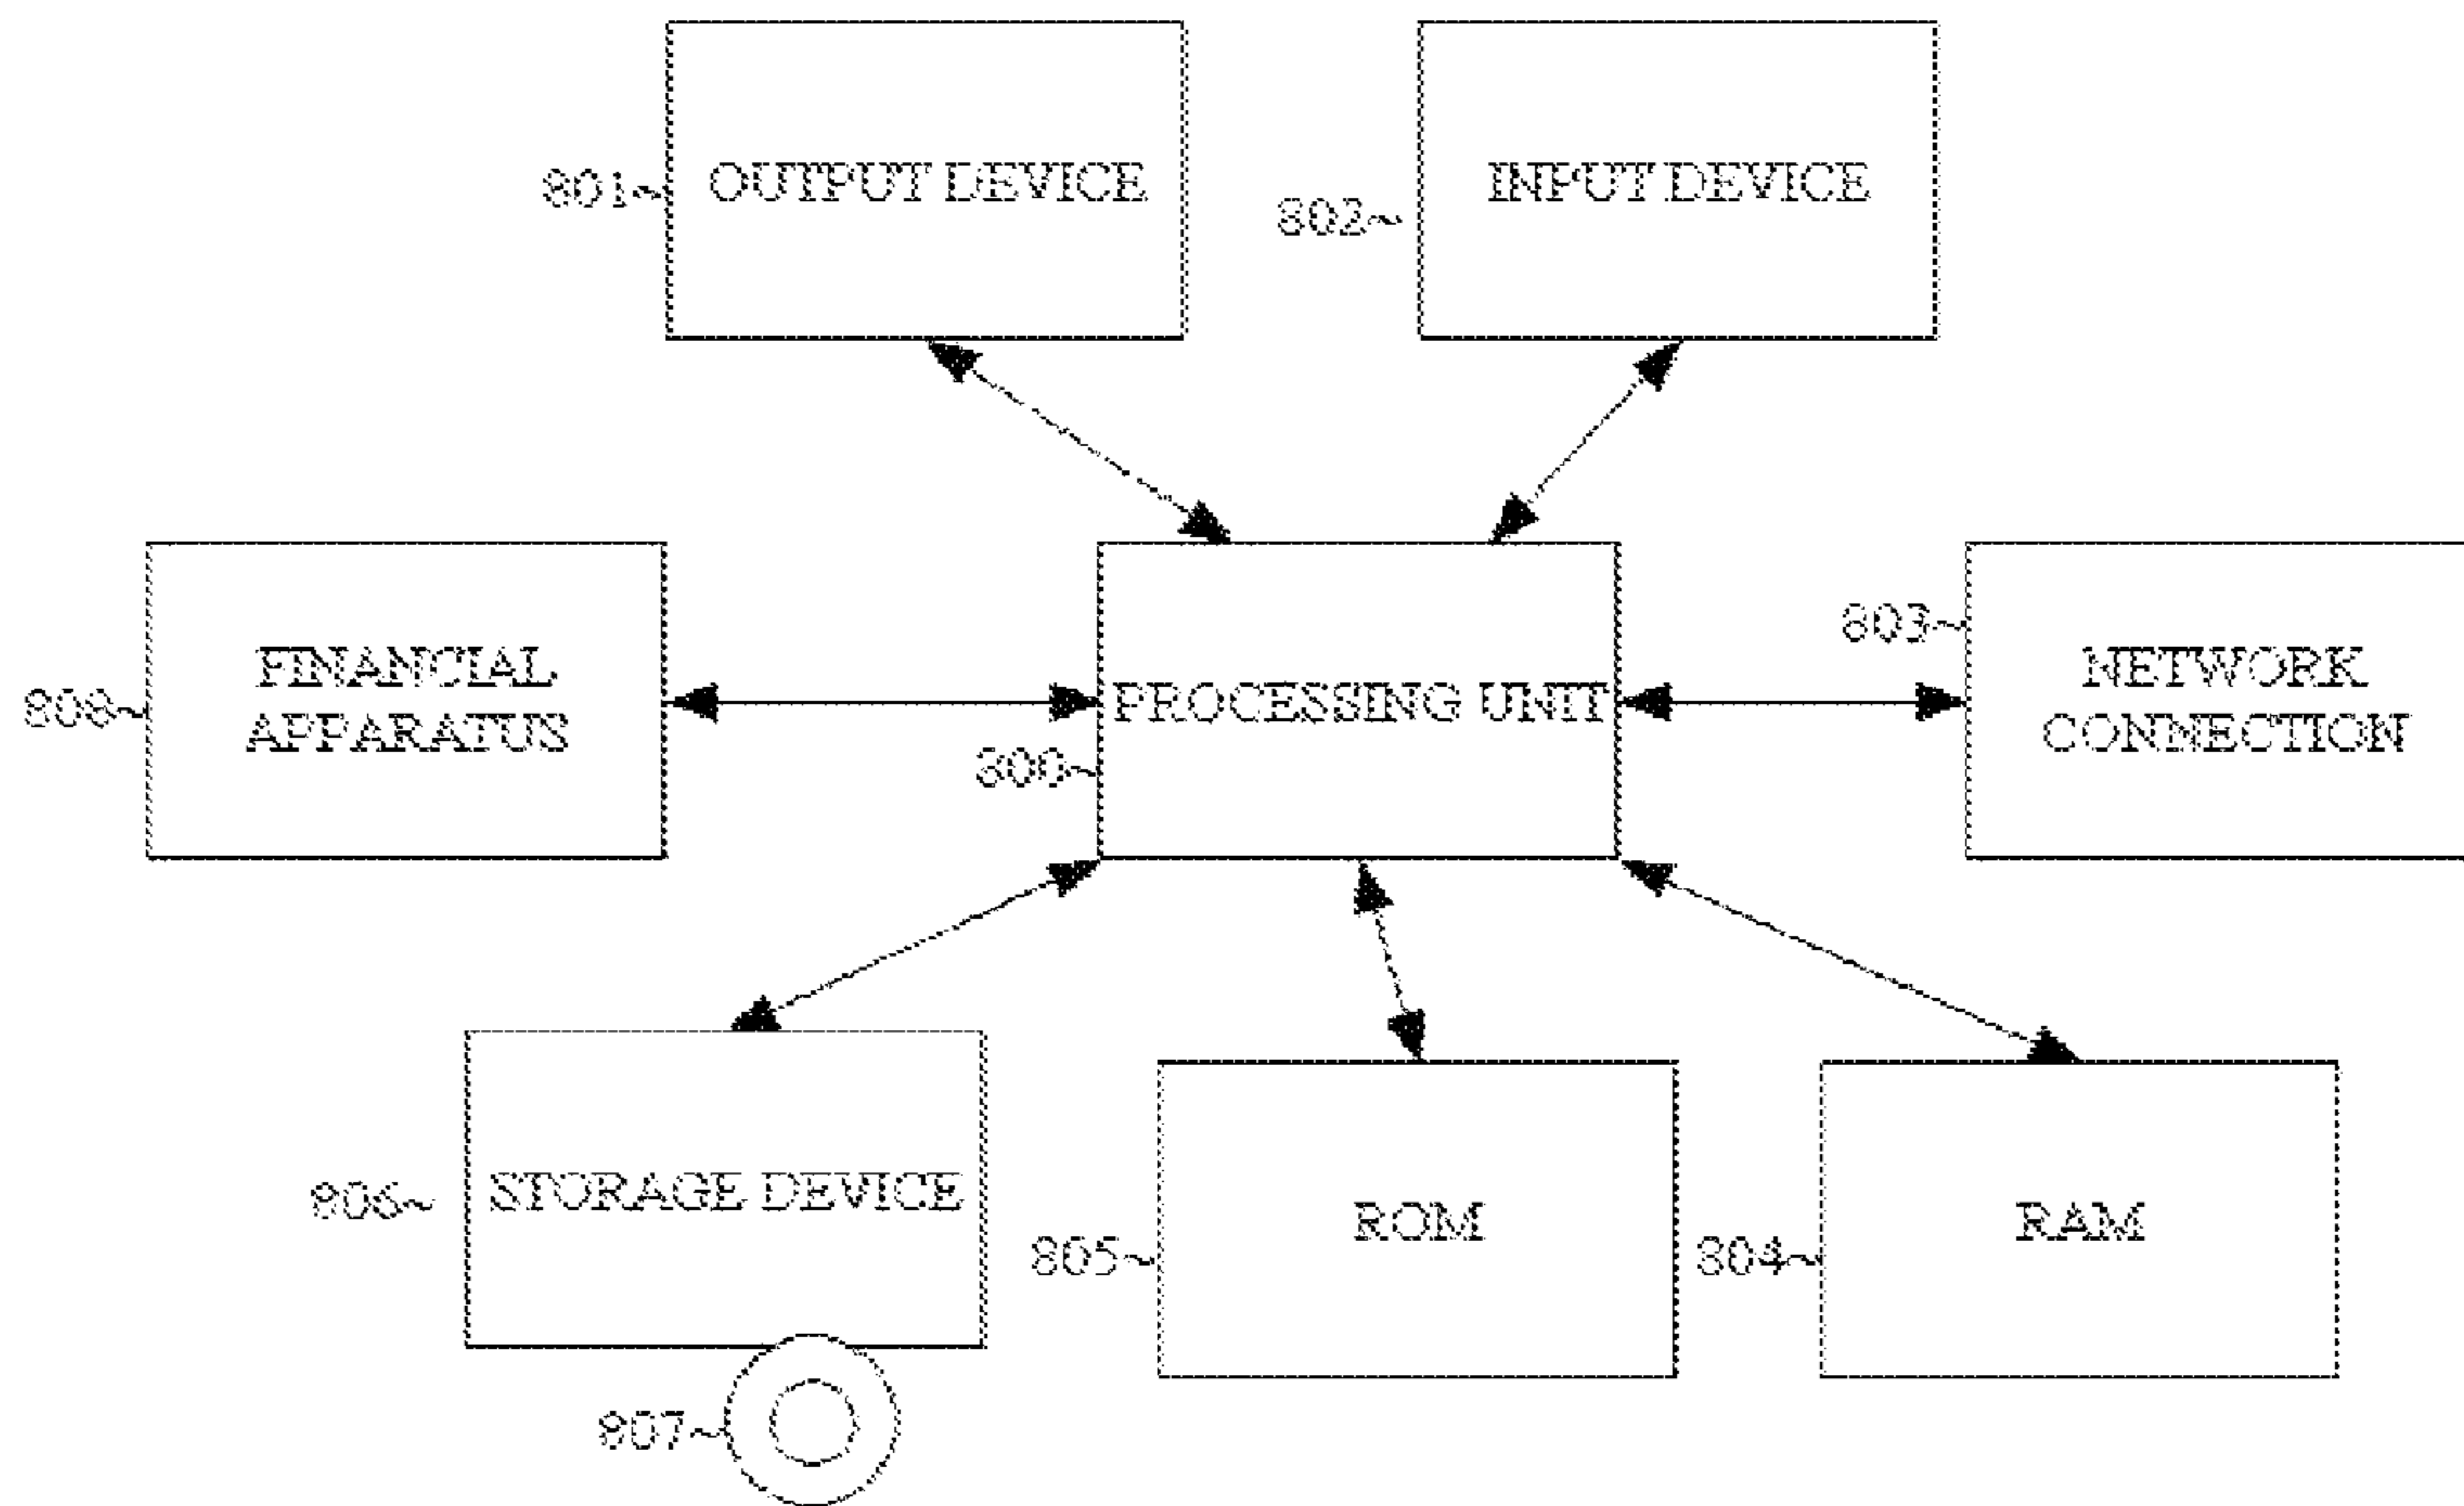 801~ OUTPUT DEVICE
802~ INPUT DEVICE
808~ FINANCIAL
APPARATUS
PROCESSING UNIT
800~
803~
NETWORK
CONNECTION
806~ STORAGE DEVICE
805~ ROM
804~ RAM
807~